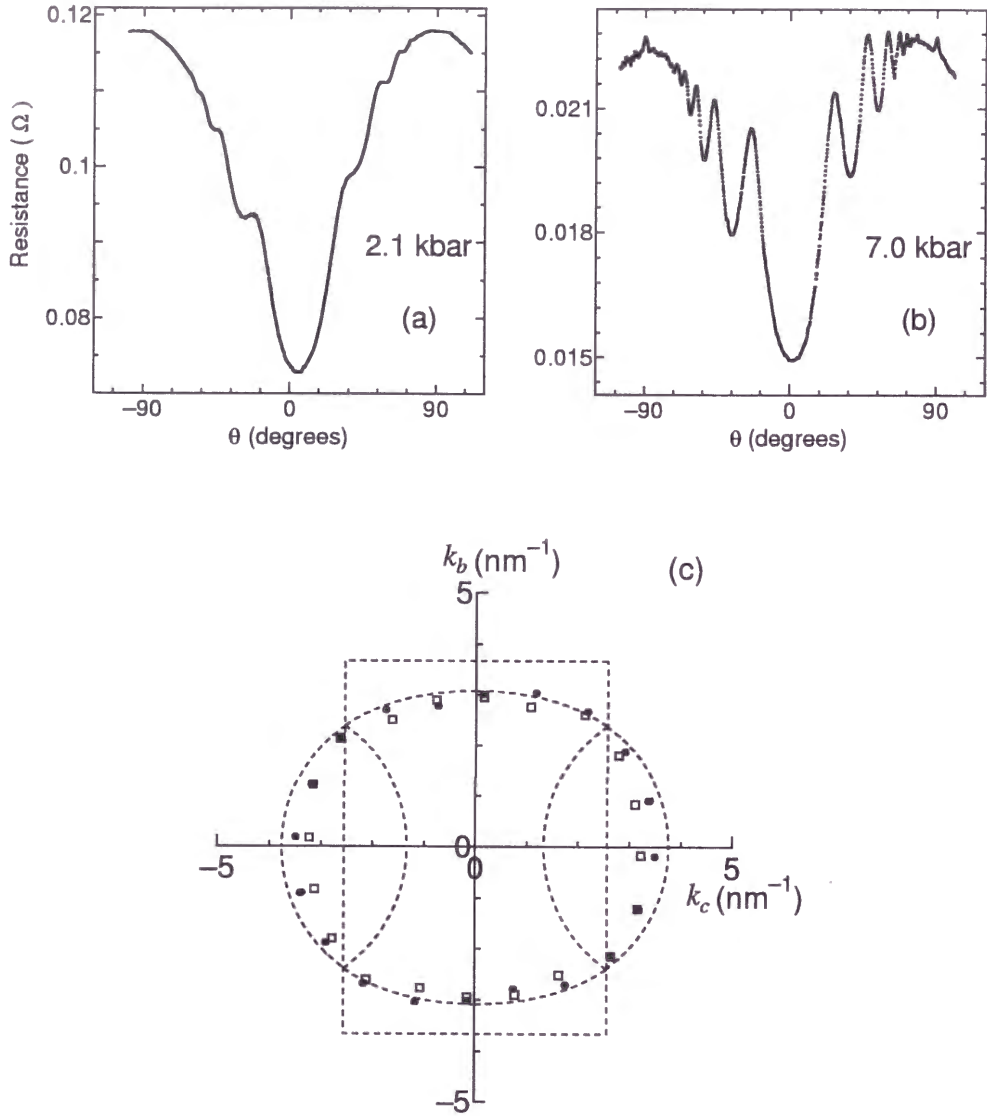 Resistance ( Ω )
0.12
0.1
0.08
2.1 kbar
(a)
−90
0
90
θ (degrees)
0.021
0.018
0.015
7.0 kbar
(b)
−90
0
90
θ (degrees)
k_b (nm⁻¹)
(c)
5
−5
0
0
5
k_c (nm⁻¹)
−5